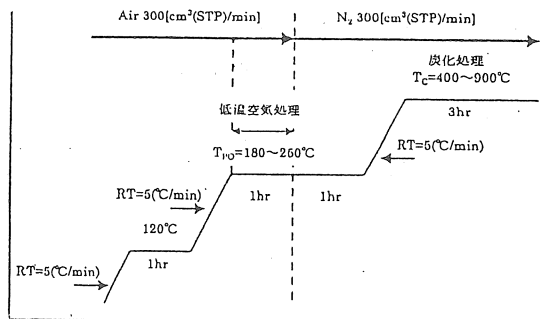 Air 300[cm³(STP)/min]
N₂ 300[cm³(STP)/min]
炭化処理
T_C=400～900℃
3hr
低温空気処理
T_PO=180～260℃
RT=5(℃/min)
RT=5(℃/min)
1hr
1hr
120℃
1hr
RT=5(℃/min)